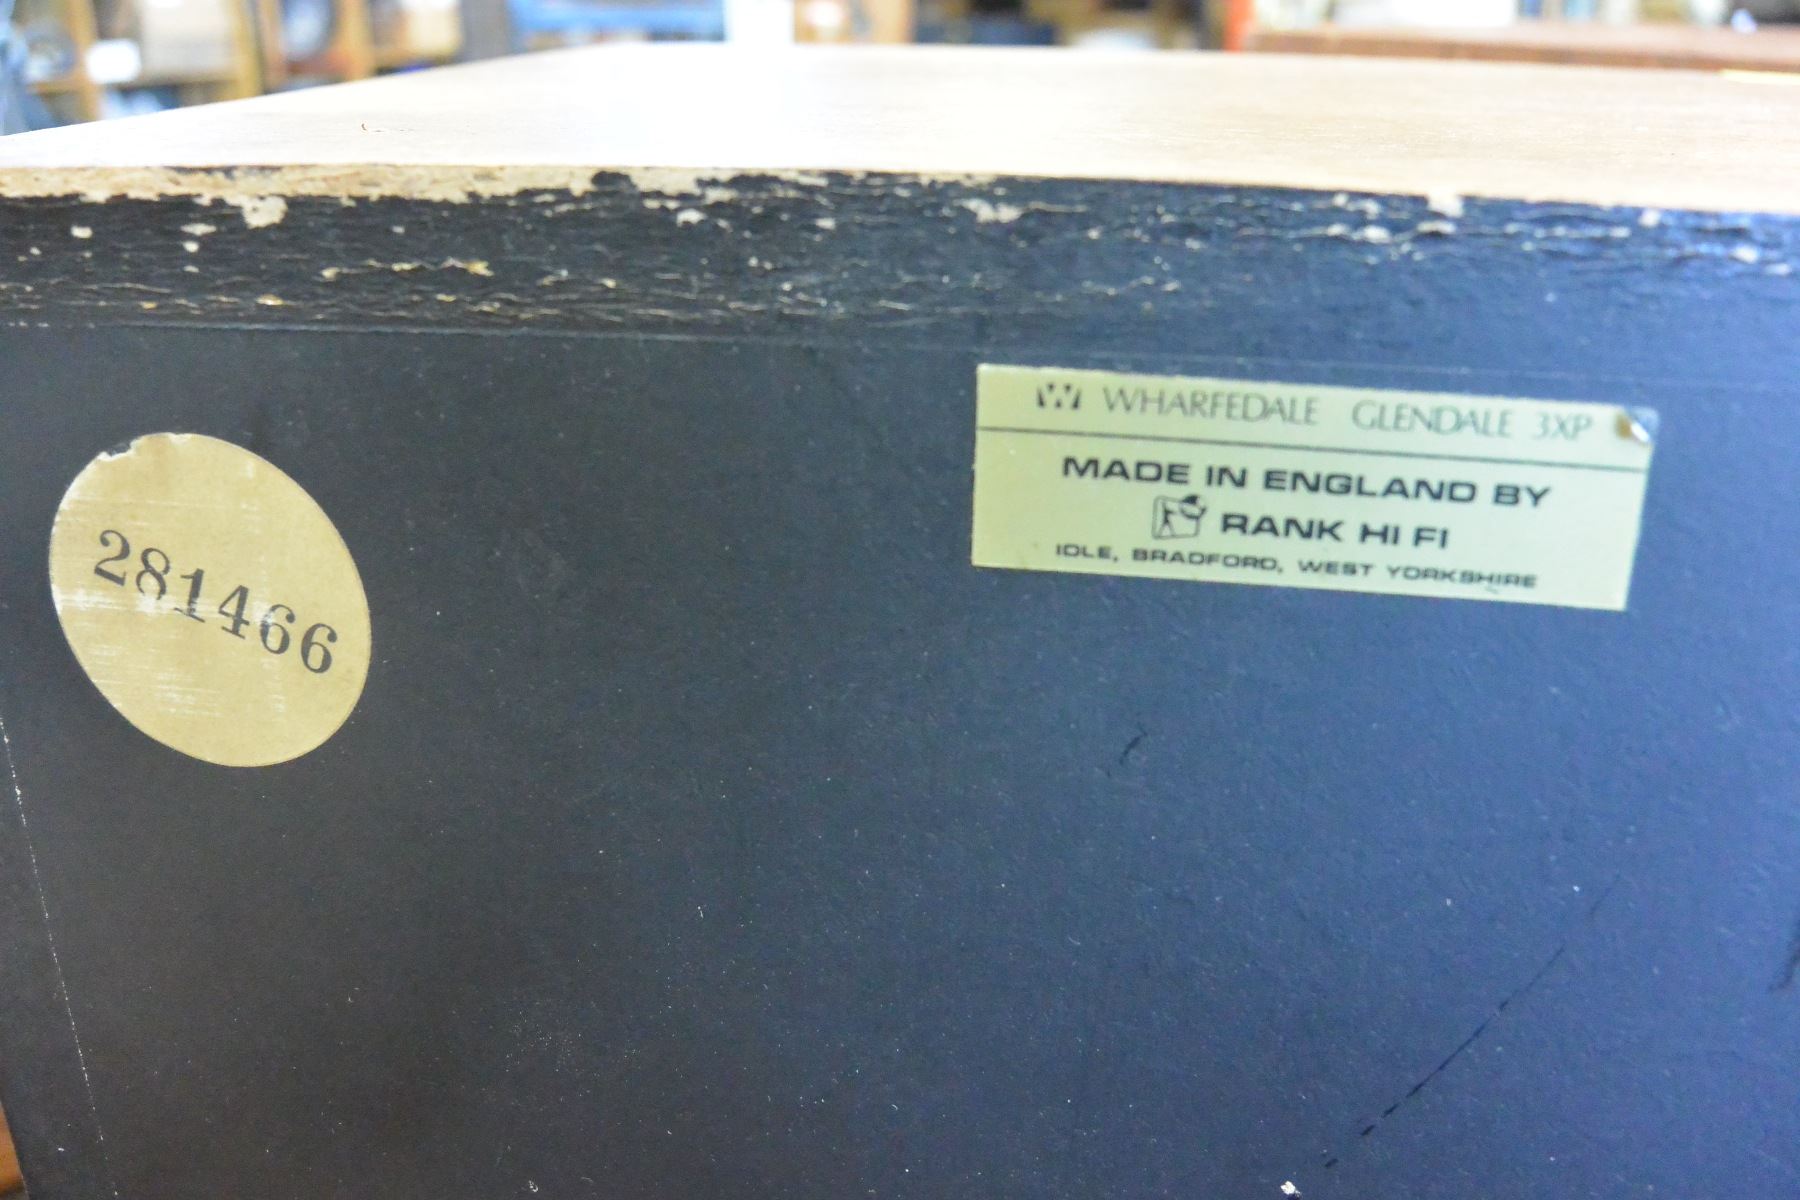 281466
W WHARFEDALE GLENDALE 3XP
MADE IN ENGLAND BY
RANK HI FI
IDLE, BRADFORD, WEST YORKSHIRE